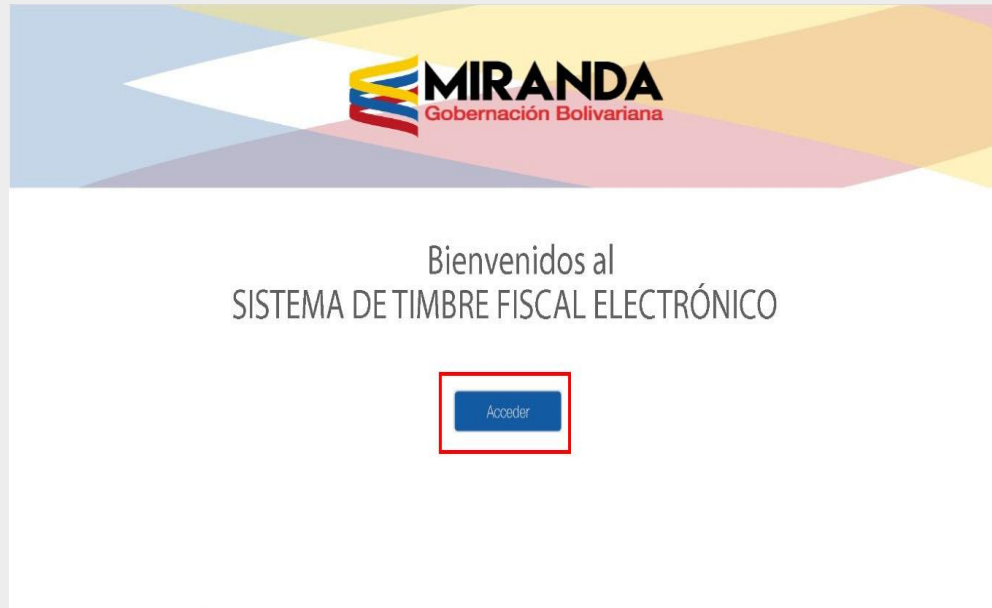 MIRANDA
Gobernación Bolivariana
Bienvenidos al
SISTEMA DE TIMBRE FISCAL ELECTRÓNICO
Acceder